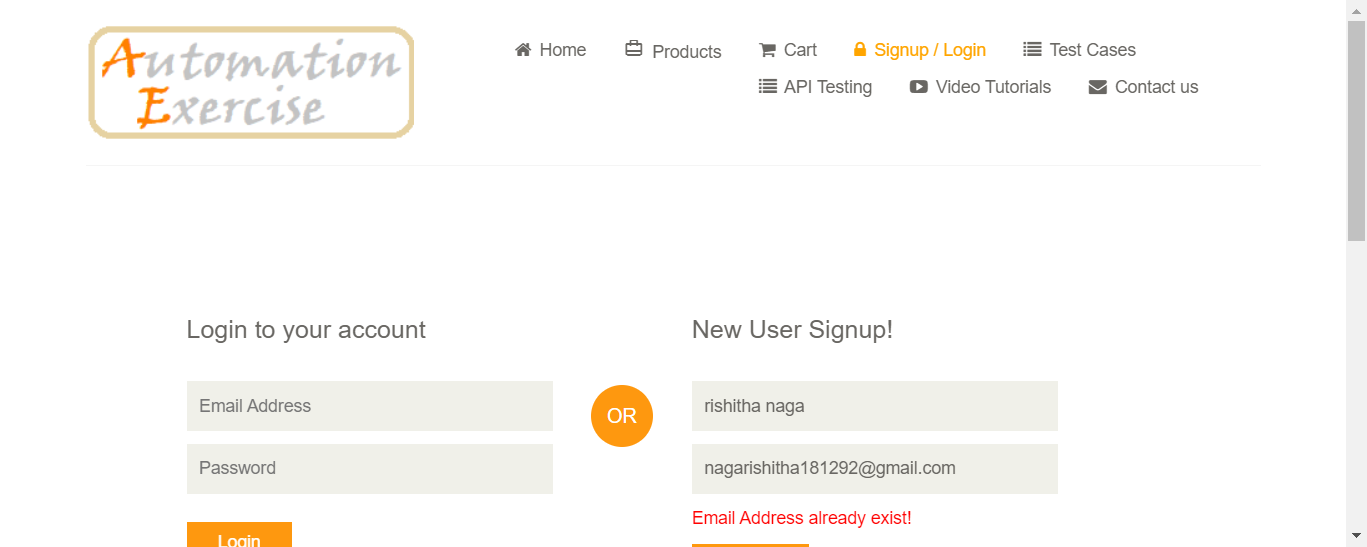 Automation
Exercise
Home
Products
Cart
Signup / Login
Test Cases
API Testing
Video Tutorials
Contact us
Login to your account
New User Signup!
Email Address
OR
rishitha naga
Password
nagarishitha181292@gmail.com
Email Address already exist!
Login